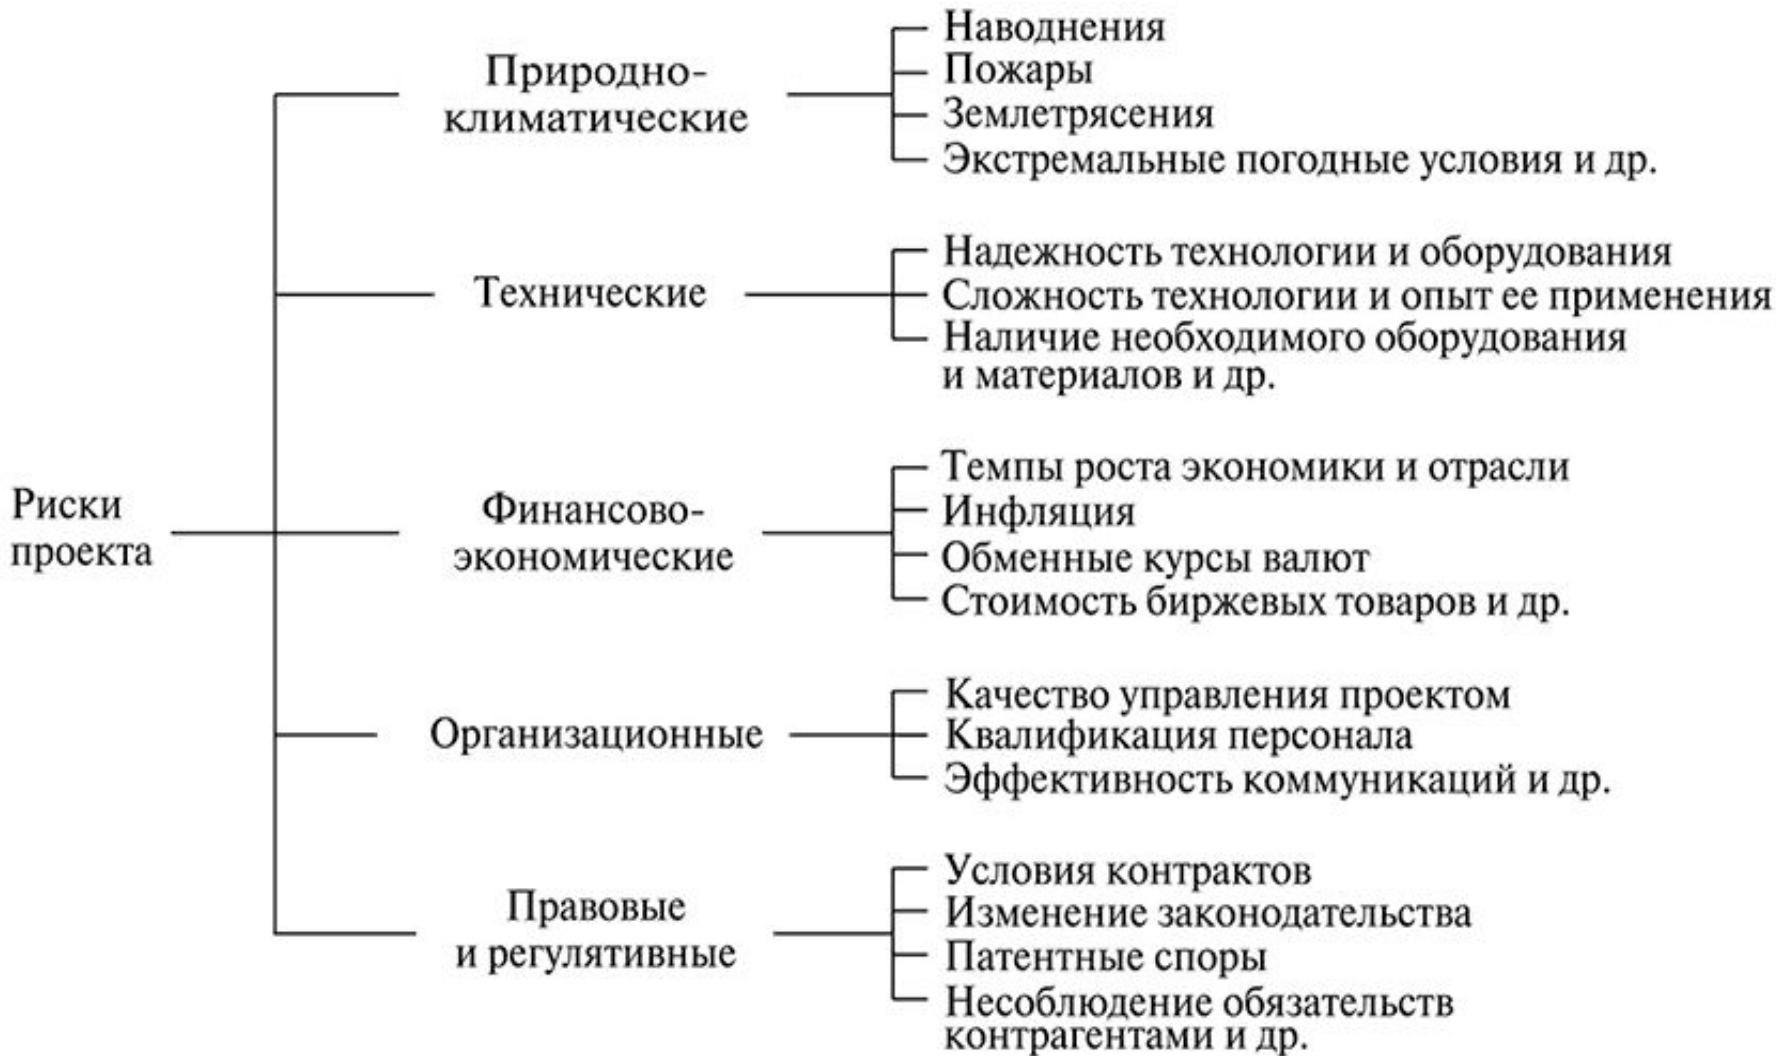 Риски
проекта
Природно-
климатические
Наводнения
Пожары
Землетрясения
Экстремальные погодные условия и др.
Технические
Надежность технологии и оборудования
Сложность технологии и опыт ее применения
Наличие необходимого оборудования
и материалов и др.
Финансово-
экономические
Темпы роста экономики и отрасли
Инфляция
Обменные курсы валют
Стоимость биржевых товаров и др.
Организационные
Качество управления проектом
Квалификация персонала
Эффективность коммуникаций и др.
Правовые
и регулятивные
Условия контрактов
Изменение законодательства
Патентные споры
Несоблюдение обязательств
контрагентами и др.